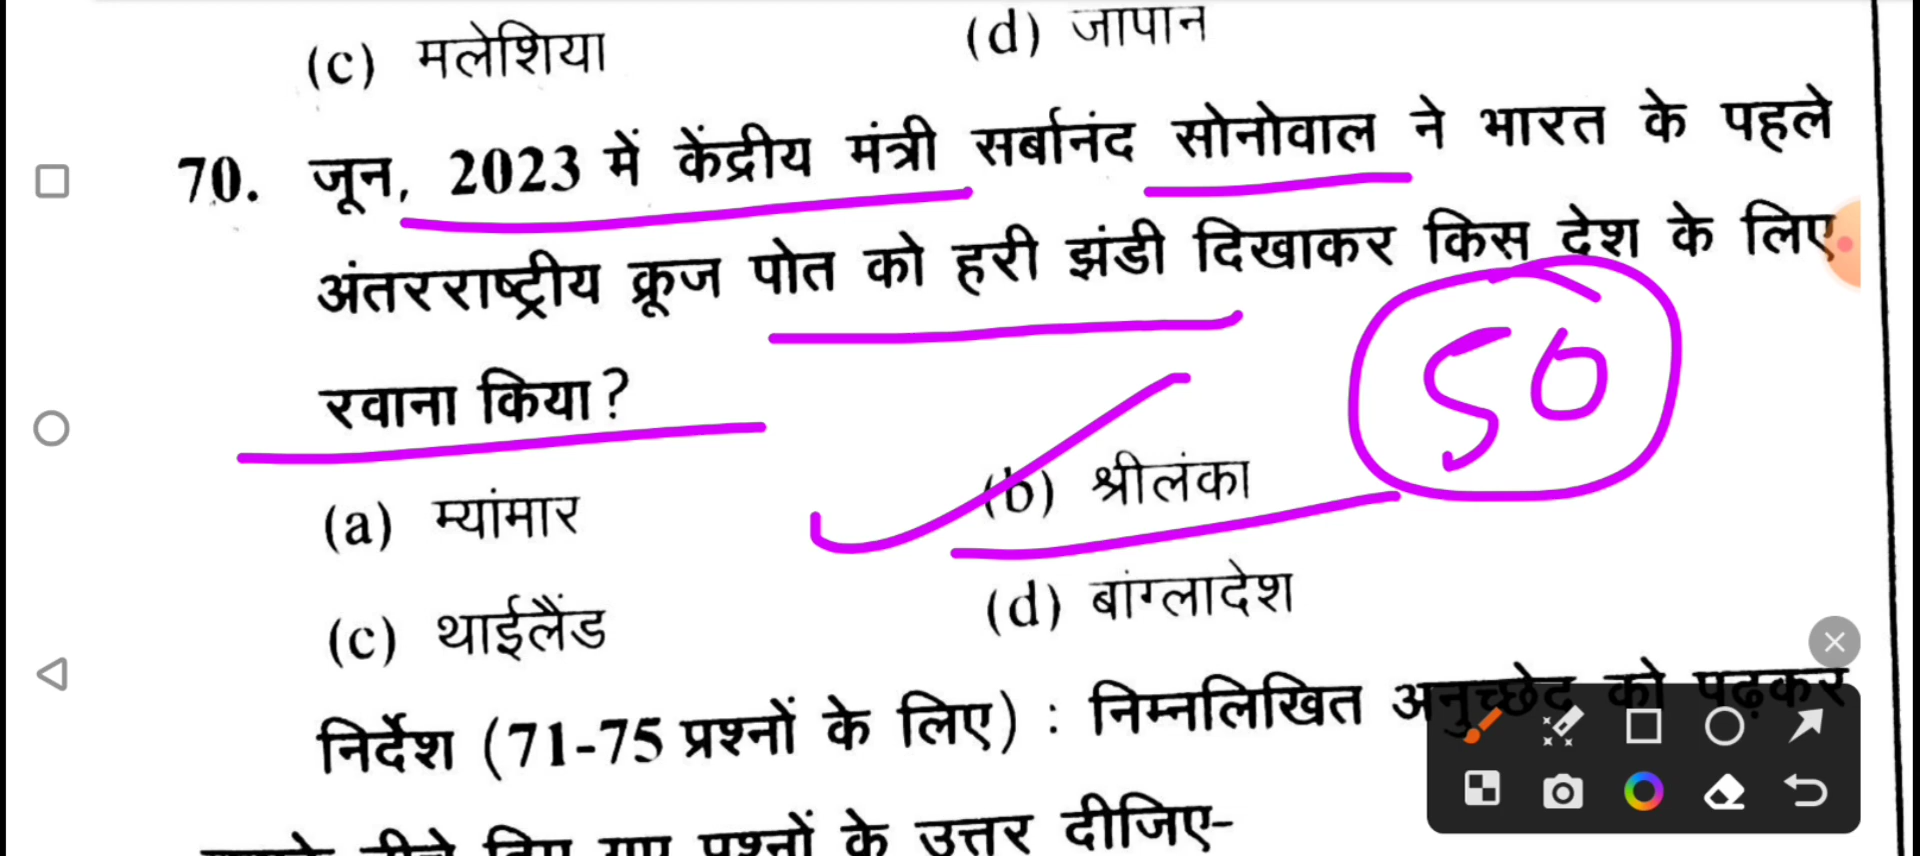 (c) मलेशिया (d) जापान
70. जून, 2023 में केंद्रीय मंत्री सर्बानंद सोनोवाल ने भारत के पहले
अंतरराष्ट्रीय क्रूज पोत को हरी झंडी दिखाकर किस देश के लिए
रवाना किया?
50
(a) म्यांमार (b) श्रीलंका
(c) थाईलैंड (d) बांग्लादेश
निर्देश (71-75 प्रश्नों के लिए) : निम्नलिखित अनुच्छेद को पढ़कर
नीचे दिए गए प्रश्नों के उत्तर दीजिए-